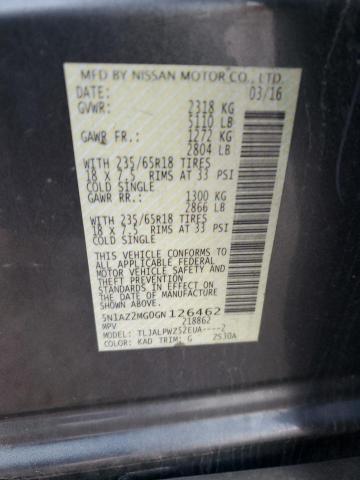 MFD BY NISSAN MOTOR CO., LTD.
DATE: 03/16
GVWR: 2318 KG
5110 LB
GAWR FR.: 1272 KG
2804 LB
WITH 235/65R18 TIRES
18 X 7.5 RIMS AT 33 PSI
COLD SINGLE
GAWR RR.: 1300 KG
2866 LB
WITH 235/65R18 TIRES
18 X 7.5 RIMS AT 33 PSI
COLD SINGLE
THIS VEHICLE CONFORMS TO
ALL APPLICABLE FEDERAL
MOTOR VEHICLE SAFETY AND
THEFT PREVENTION
STANDARDS IN EFFECT ON
THE DATE OF MANUFACTURE
SHOWN ABOVE.
5N1AZ2MG0GN126462
MPV 218862
MODEL: TLJALPWZ52EUA----2
COLOR: KAD TRIM: G Z530A